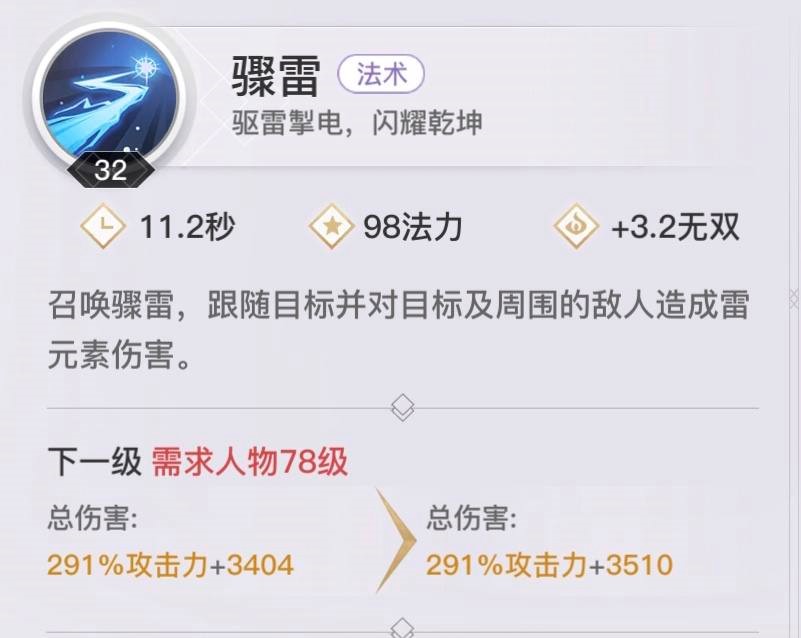 骤雷 法术
驱雷掣电，闪耀乾坤
32
11.2秒 98法力 +3.2无双
召唤骤雷，跟随目标并对目标及周围的敌人造成雷
元素伤害。
下一级 需求人物78级
总伤害: 总伤害:
291%攻击力+3404 291%攻击力+3510